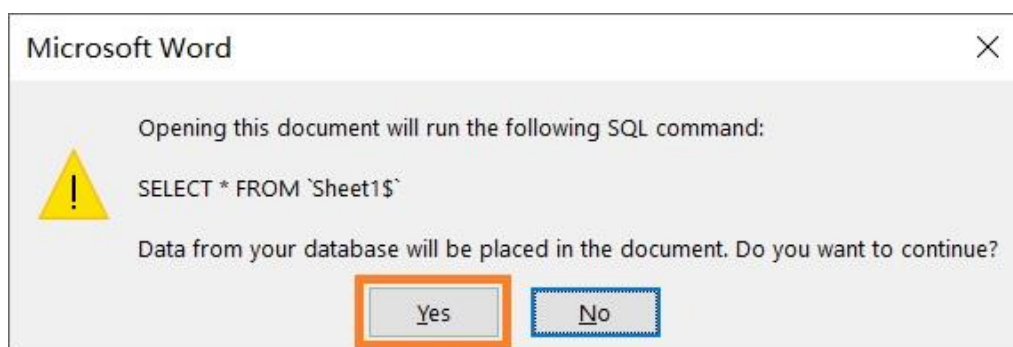 Microsoft Word
Opening this document will run the following SQL command:
SELECT * FROM `Sheet1$`
Data from your database will be placed in the document. Do you want to continue?
Yes No